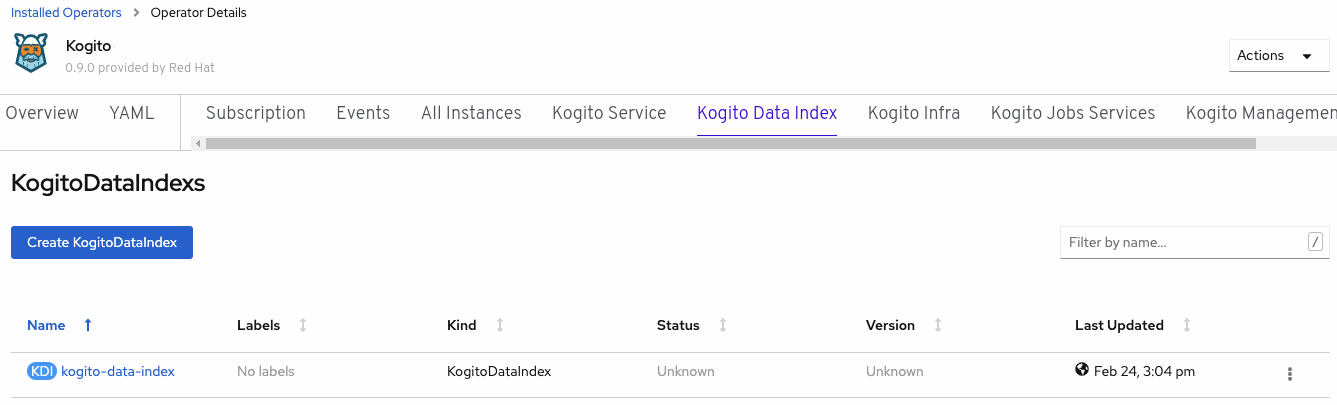 Installed Operators > Operator Details
Kogito
0.9.0 provided by Red Hat
Actions
Overview YAML Subscription Events All Instances Kogito Service Kogito Data Index Kogito Infra Kogito Jobs Services Kogito Managemen
KogitoDataIndexs
Create KogitoDataIndex
Filter by name... /
Name Labels Kind Status Version Last Updated
KDI kogito-data-index No labels KogitoDataIndex Unknown Unknown Feb 24, 3:04 pm